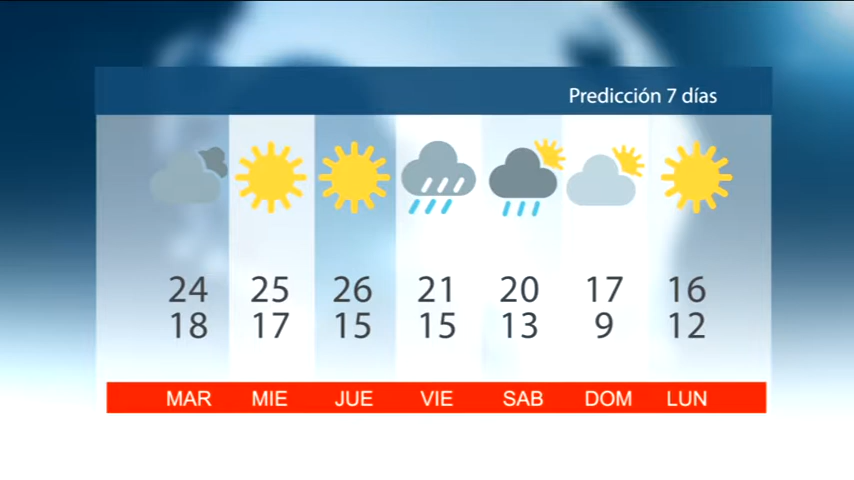 Predicción 7 días
24 25 26 21 20 17 16
18 17 15 15 13 9 12
MAR MIE JUE VIE SAB DOM LUN